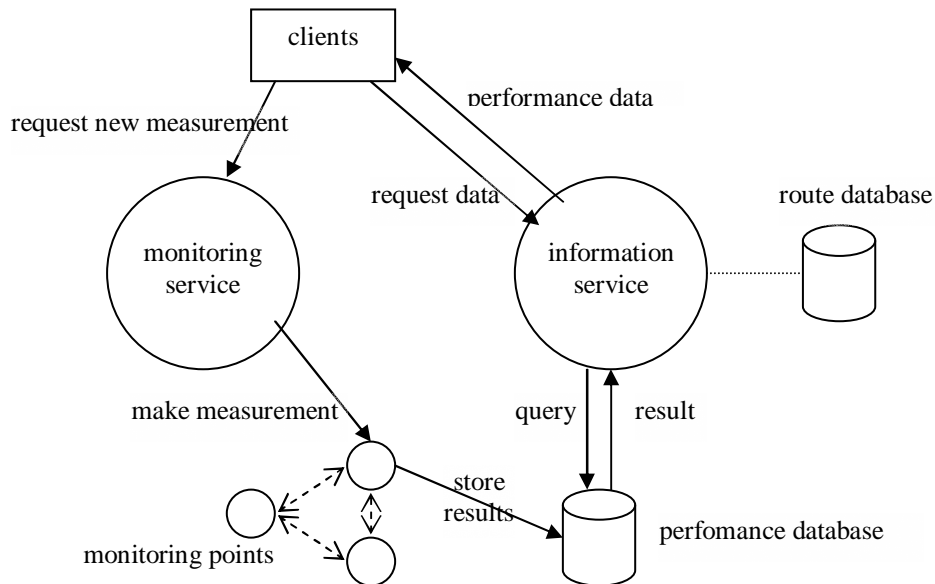 clients
performance data
request new measurement
request data
route database
monitoring
service
information
service
make measurement
query
result
store
results
perfomance database
monitoring points